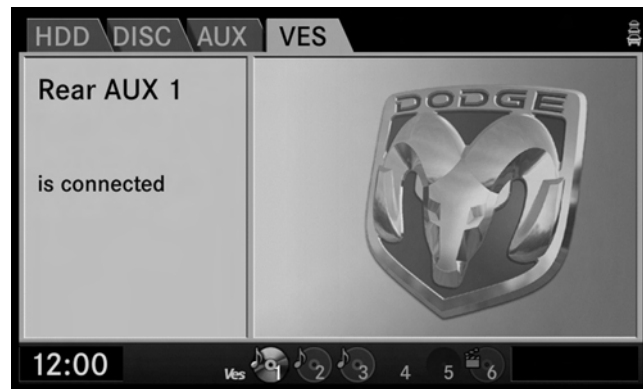 HDD DISC AUX VES
Rear AUX 1
is connected
DODGE
12:00 Ves 1 2 3 4 5 6